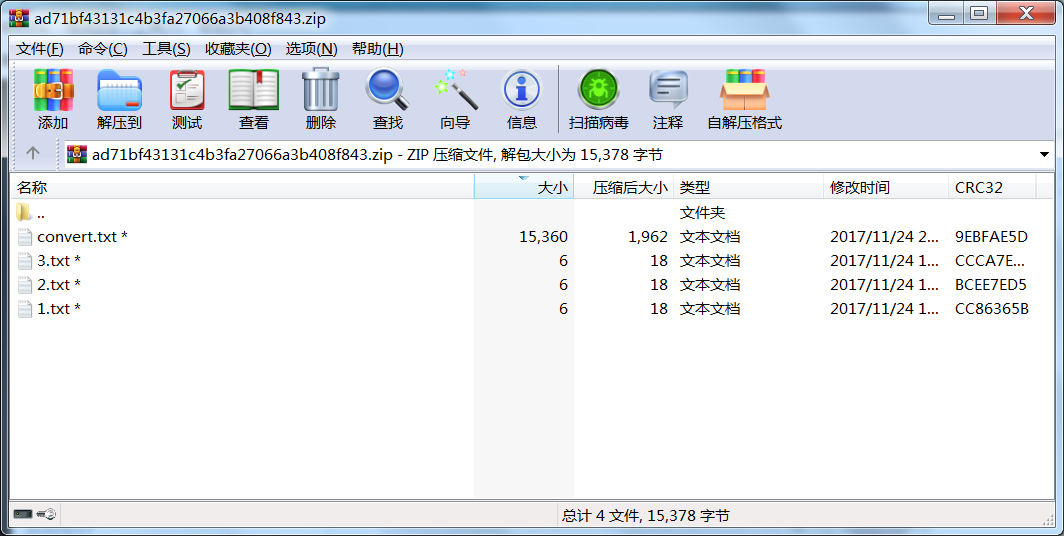 ad71bf43131c4b3fa27066a3b408f843.zip
文件(F) 命令(C) 工具(S) 收藏夹(O) 选项(N) 帮助(H)
添加 解压到 测试 查看 删除 查找 向导 信息 扫描病毒 注释 自解压格式
ad71bf43131c4b3fa27066a3b408f843.zip - ZIP 压缩文件, 解包大小为 15,378 字节
名称 大小 压缩后大小 类型 修改时间 CRC32
.. 文件夹
convert.txt * 15,360 1,962 文本文档 2017/11/24 2... 9EBFAE5D
3.txt * 6 18 文本文档 2017/11/24 1... CCCA7E...
2.txt * 6 18 文本文档 2017/11/24 1... BCEE7ED5
1.txt * 6 18 文本文档 2017/11/24 1... CC86365B
总计 4 文件, 15,378 字节